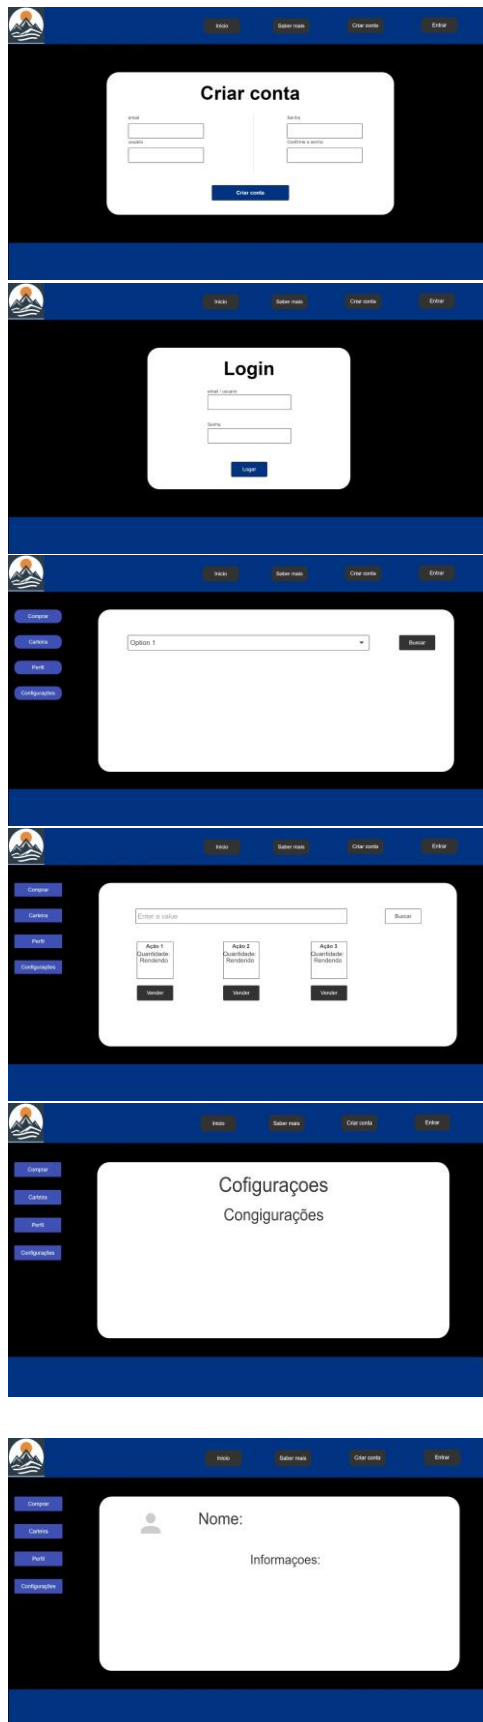 Início Saber mais Criar conta Entrar
Criar conta
email Senha
usuário Confirme a senha
Criar conta
Início Saber mais Criar conta Entrar
Login
email / usuario
Senha
Logar
Início Saber mais Criar conta Entrar
Comprar
Option 1 Buscar
Carteira
Perfil
Configurações
Início Saber mais Criar conta Entrar
Comprar
Enter a value Buscar
Carteira
Perfil
Configurações
Ação 1 Ação 2 Ação 3
Quantidade: Quantidade: Quantidade:
Rendendo Rendendo Rendendo
Vender Vender Vender
Início Saber mais Criar conta Entrar
Comprar
Carteira
Perfil
Configurações
Cofiguraçoes
Congigurações
Início Saber mais Criar conta Entrar
Comprar
Carteira
Perfil
Configurações
Nome:
Informaçoes: